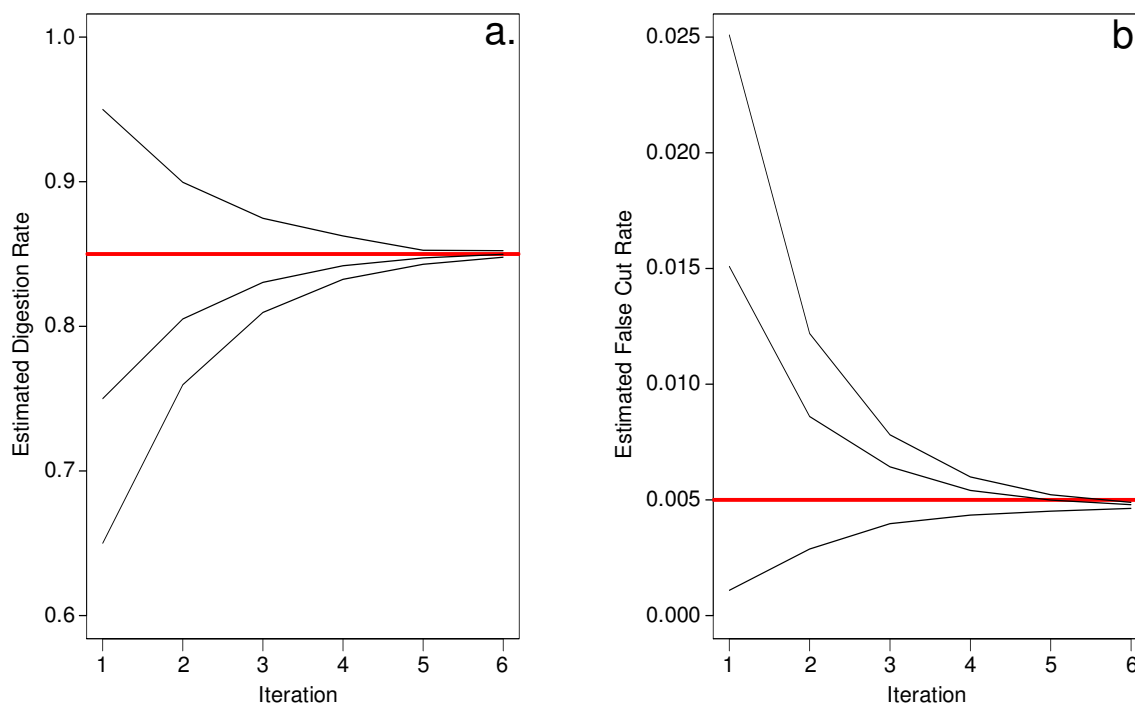 a.
1.0
0.9
0.8
0.7
0.6
Estimated Digestion Rate
1 2 3 4 5 6
Iteration
b
0.025
0.020
0.015
0.010
0.005
0.000
Estimated False Cut Rate
1 2 3 4 5 6
Iteration